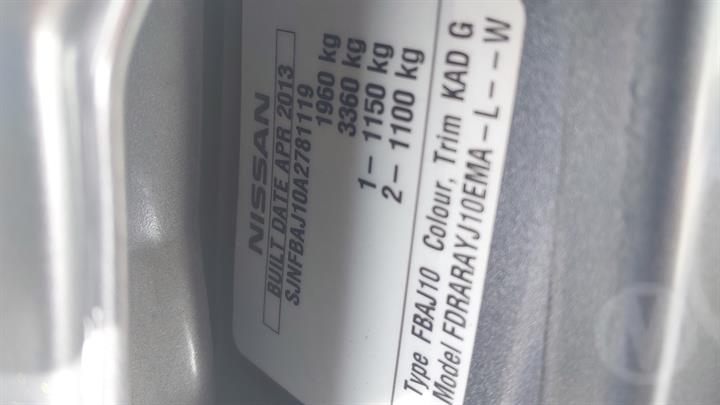 NISSAN
BUILT DATE APR 2013
SJNFBAJ10A2781119
1960 kg
3360 kg
1– 1150 kg
2– 1100 kg
Type FBAJ10 Colour, Trim KAD G
Model FDRARAYJ10EMA–L––W